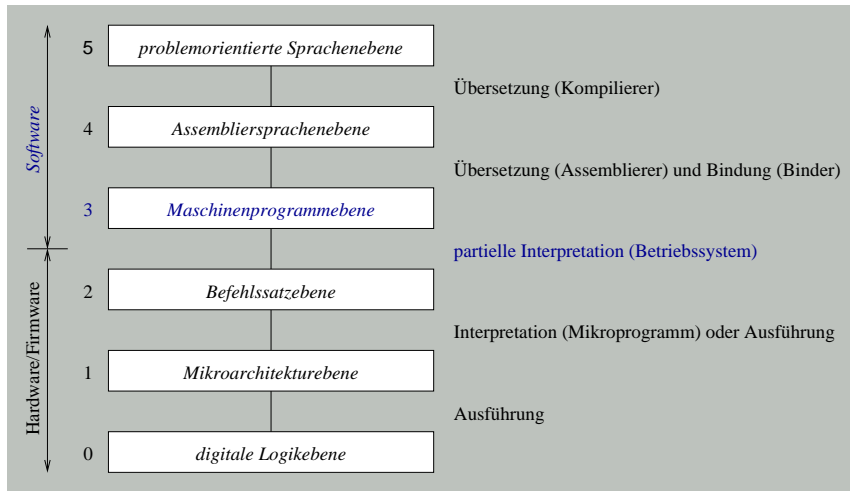 5 problemorientierte Sprachenebene
Übersetzung (Kompilierer)
4 Assembliersprachenebene
Übersetzung (Assemblierer) und Bindung (Binder)
3 Maschinenprogrammebene
partielle Interpretation (Betriebssystem)
2 Befehlssatzebene
Interpretation (Mikroprogramm) oder Ausführung
1 Mikroarchitekturebene
Ausführung
0 digitale Logikebene
Software
Hardware/Firmware